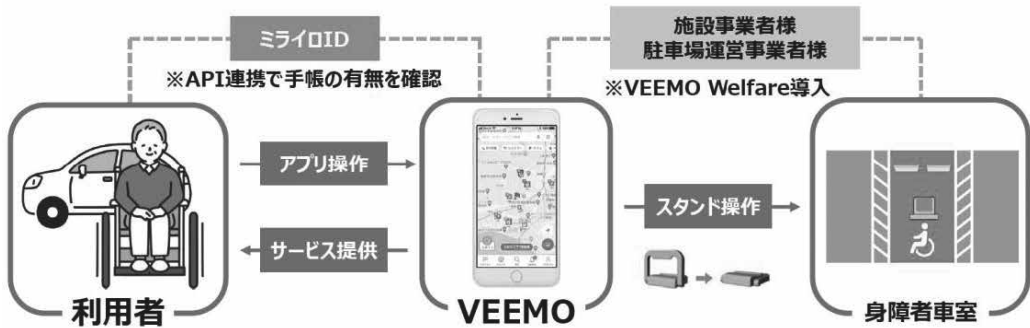 ミライロID
※API連携で手帳の有無を確認
施設事業者様
駐車場運営事業者様
※VEEMO Welfare導入
アプリ操作
サービス提供
スタンド操作
利用者
VEEMO
身障者車室